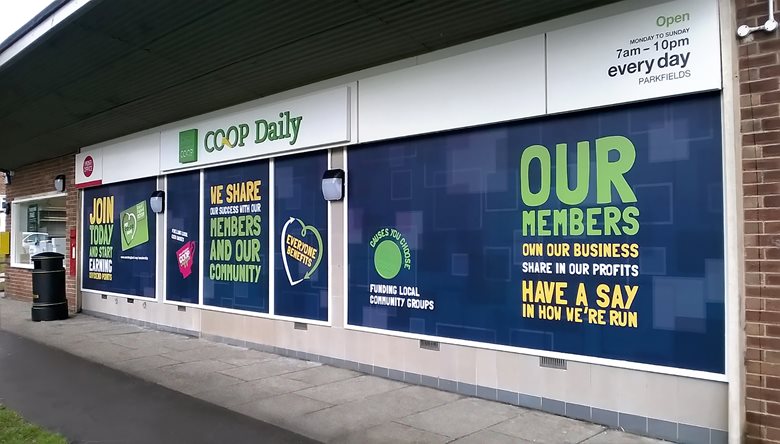 Open
MONDAY TO SUNDAY
7am – 10pm
every day
PARKFIELDS
COOP Daily
JOIN
TODAY
AND START
EARNING
WE SHARE
OUR SUCCESS WITH OUR
MEMBERS
AND OUR
COMMUNITY
EVERYONE
BENEFITS
CAUSES YOU CHOOSE
FUNDING LOCAL
COMMUNITY GROUPS
OUR
MEMBERS
OWN OUR BUSINESS
SHARE IN OUR PROFITS
HAVE A SAY
IN HOW WE'RE RUN